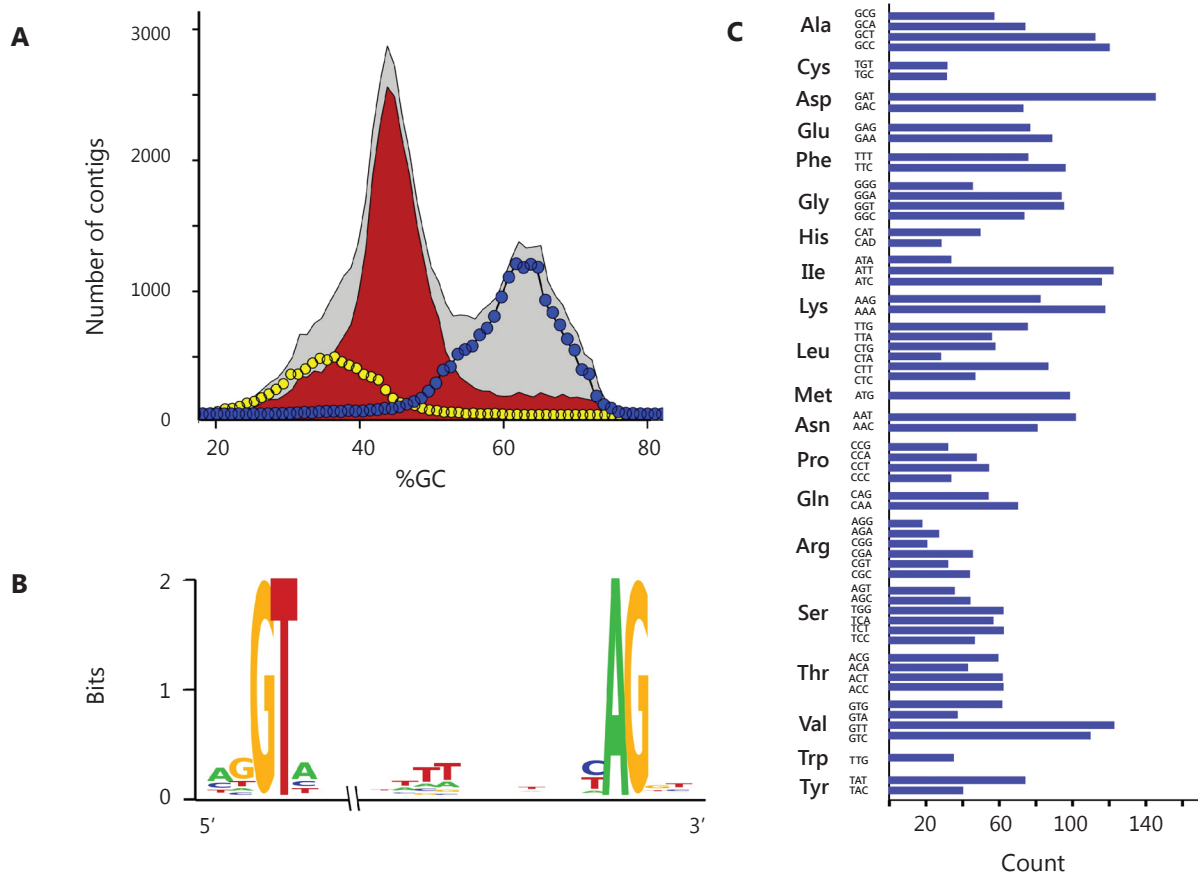 A
3000
2000
1000
0
Number of contigs
20 40 60 80
%GC
B
2
1
0
Bits
5′ 3′
A G G T A
C T C
T A C T
T T T
A A A
C T
A G
T
A
G T
C
Ala
GCG
GCA
GCT
GCC
Cys
TGT
TGC
Asp
GAT
GAC
Glu
GAG
GAA
Phe
TTT
TTC
Gly
GGG
GGA
GGT
GGC
His
CAT
CAD
IIe
ATA
ATT
ATC
Lys
AAG
AAA
Leu
TTG
TTA
CTG
CTA
CTT
CTC
Met
ATG
Asn
AAT
AAC
Pro
CCG
CCA
CCT
CCC
Gln
CAG
CAA
Arg
AGG
AGA
CGG
CGA
CGT
CGC
Ser
AGT
AGC
TGG
TCA
TCT
TCC
Thr
ACG
ACA
ACT
ACC
Val
GTG
GTA
GTT
GTC
Trp
TTG
Tyr
TAT
TAC
20 60 100 140
Count